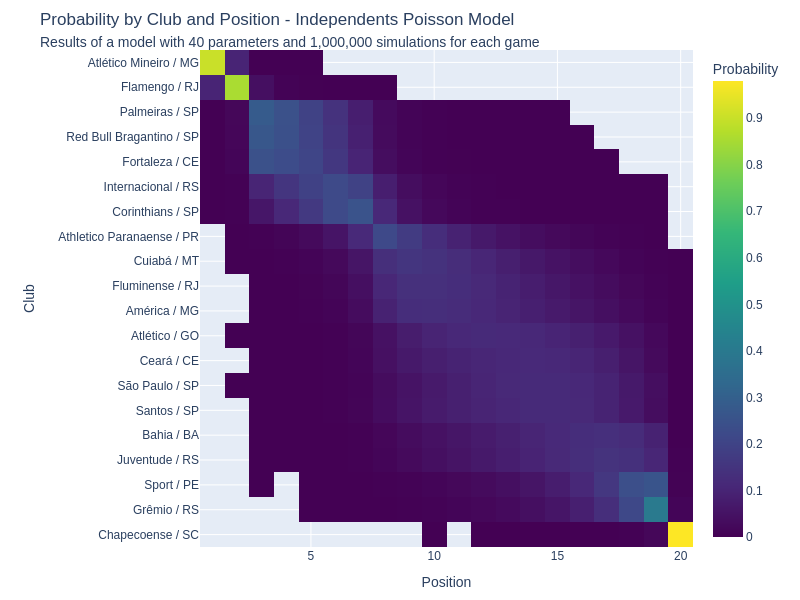 Probability by Club and Position - Independents Poisson Model
Results of a model with 40 parameters and 1,000,000 simulations for each game
Probability
Atlético Mineiro / MG
Flamengo / RJ
Palmeiras / SP
Red Bull Bragantino / SP
Fortaleza / CE
Internacional / RS
Corinthians / SP
Athletico Paranaense / PR
Cuiabá / MT
Fluminense / RJ
América / MG
Atlético / GO
Ceará / CE
São Paulo / SP
Santos / SP
Bahia / BA
Juventude / RS
Sport / PE
Grêmio / RS
Chapecoense / SC
Club
5
10
15
20
Position
0.9
0.8
0.7
0.6
0.5
0.4
0.3
0.2
0.1
0